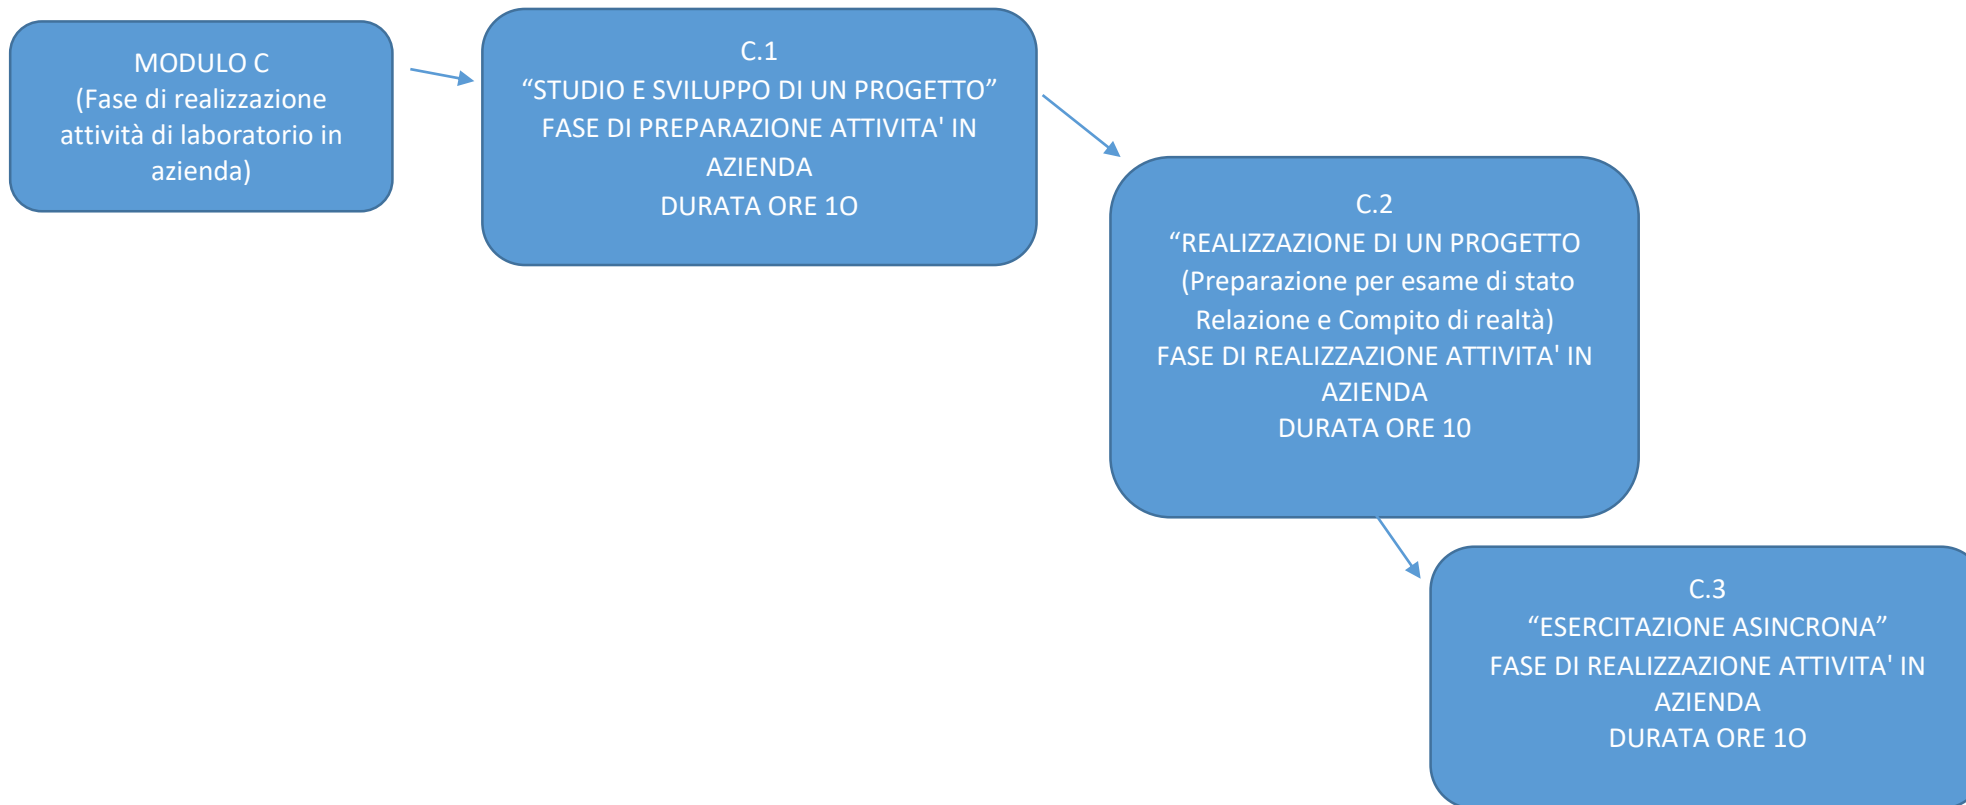 MODULO C
(Fase di realizzazione
attività di laboratorio in
azienda)
C.1
“STUDIO E SVILUPPO DI UN PROGETTO”
FASE DI PREPARAZIONE ATTIVITA' IN
AZIENDA
DURATA ORE 1O
C.2
“REALIZZAZIONE DI UN PROGETTO
(Preparazione per esame di stato
Relazione e Compito di realtà)
FASE DI REALIZZAZIONE ATTIVITA' IN
AZIENDA
DURATA ORE 10
C.3
“ESERCITAZIONE ASINCRONA”
FASE DI REALIZZAZIONE ATTIVITA' IN
AZIENDA
DURATA ORE 1O